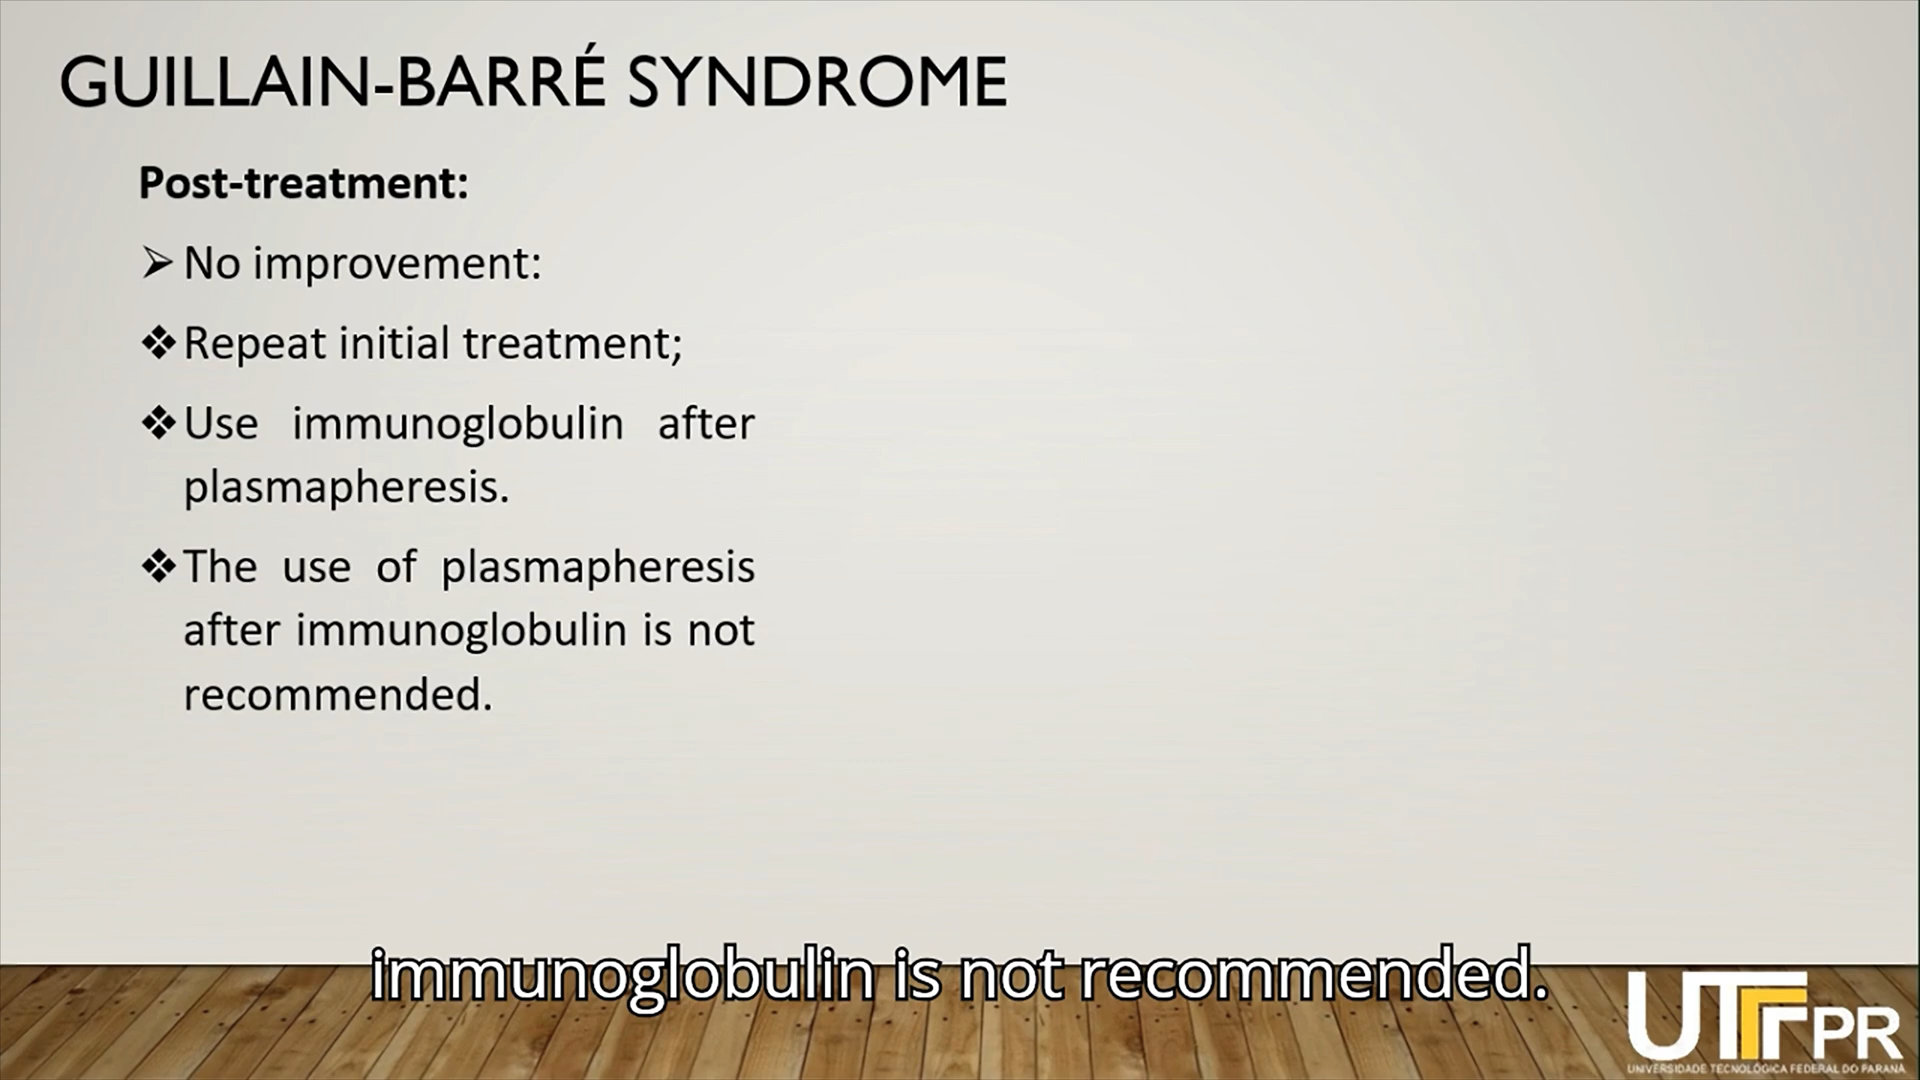 GUILLAIN-BARRÉ SYNDROME
Post-treatment:
➢ No improvement:
❖ Repeat initial treatment;
❖ Use immunoglobulin after
plasmapheresis.
❖ The use of plasmapheresis
after immunoglobulin is not
recommended.
immunoglobulin is not recommended.
UTFPR
UNIVERSIDADE TECNOLÓGICA FEDERAL DO PARANÁ